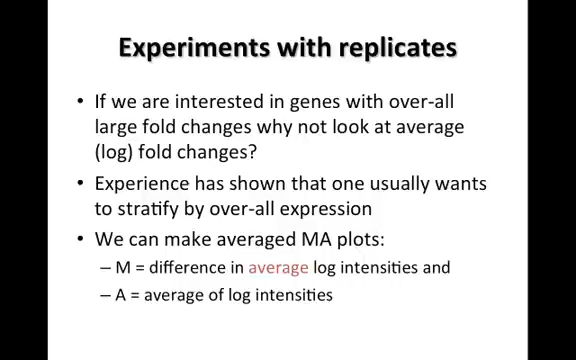 Experiments with replicates
• If we are interested in genes with over-all
large fold changes why not look at average
(log) fold changes?
• Experience has shown that one usually wants
to stratify by over-all expression
• We can make averaged MA plots:
– M = difference in average log intensities and
– A = average of log intensities